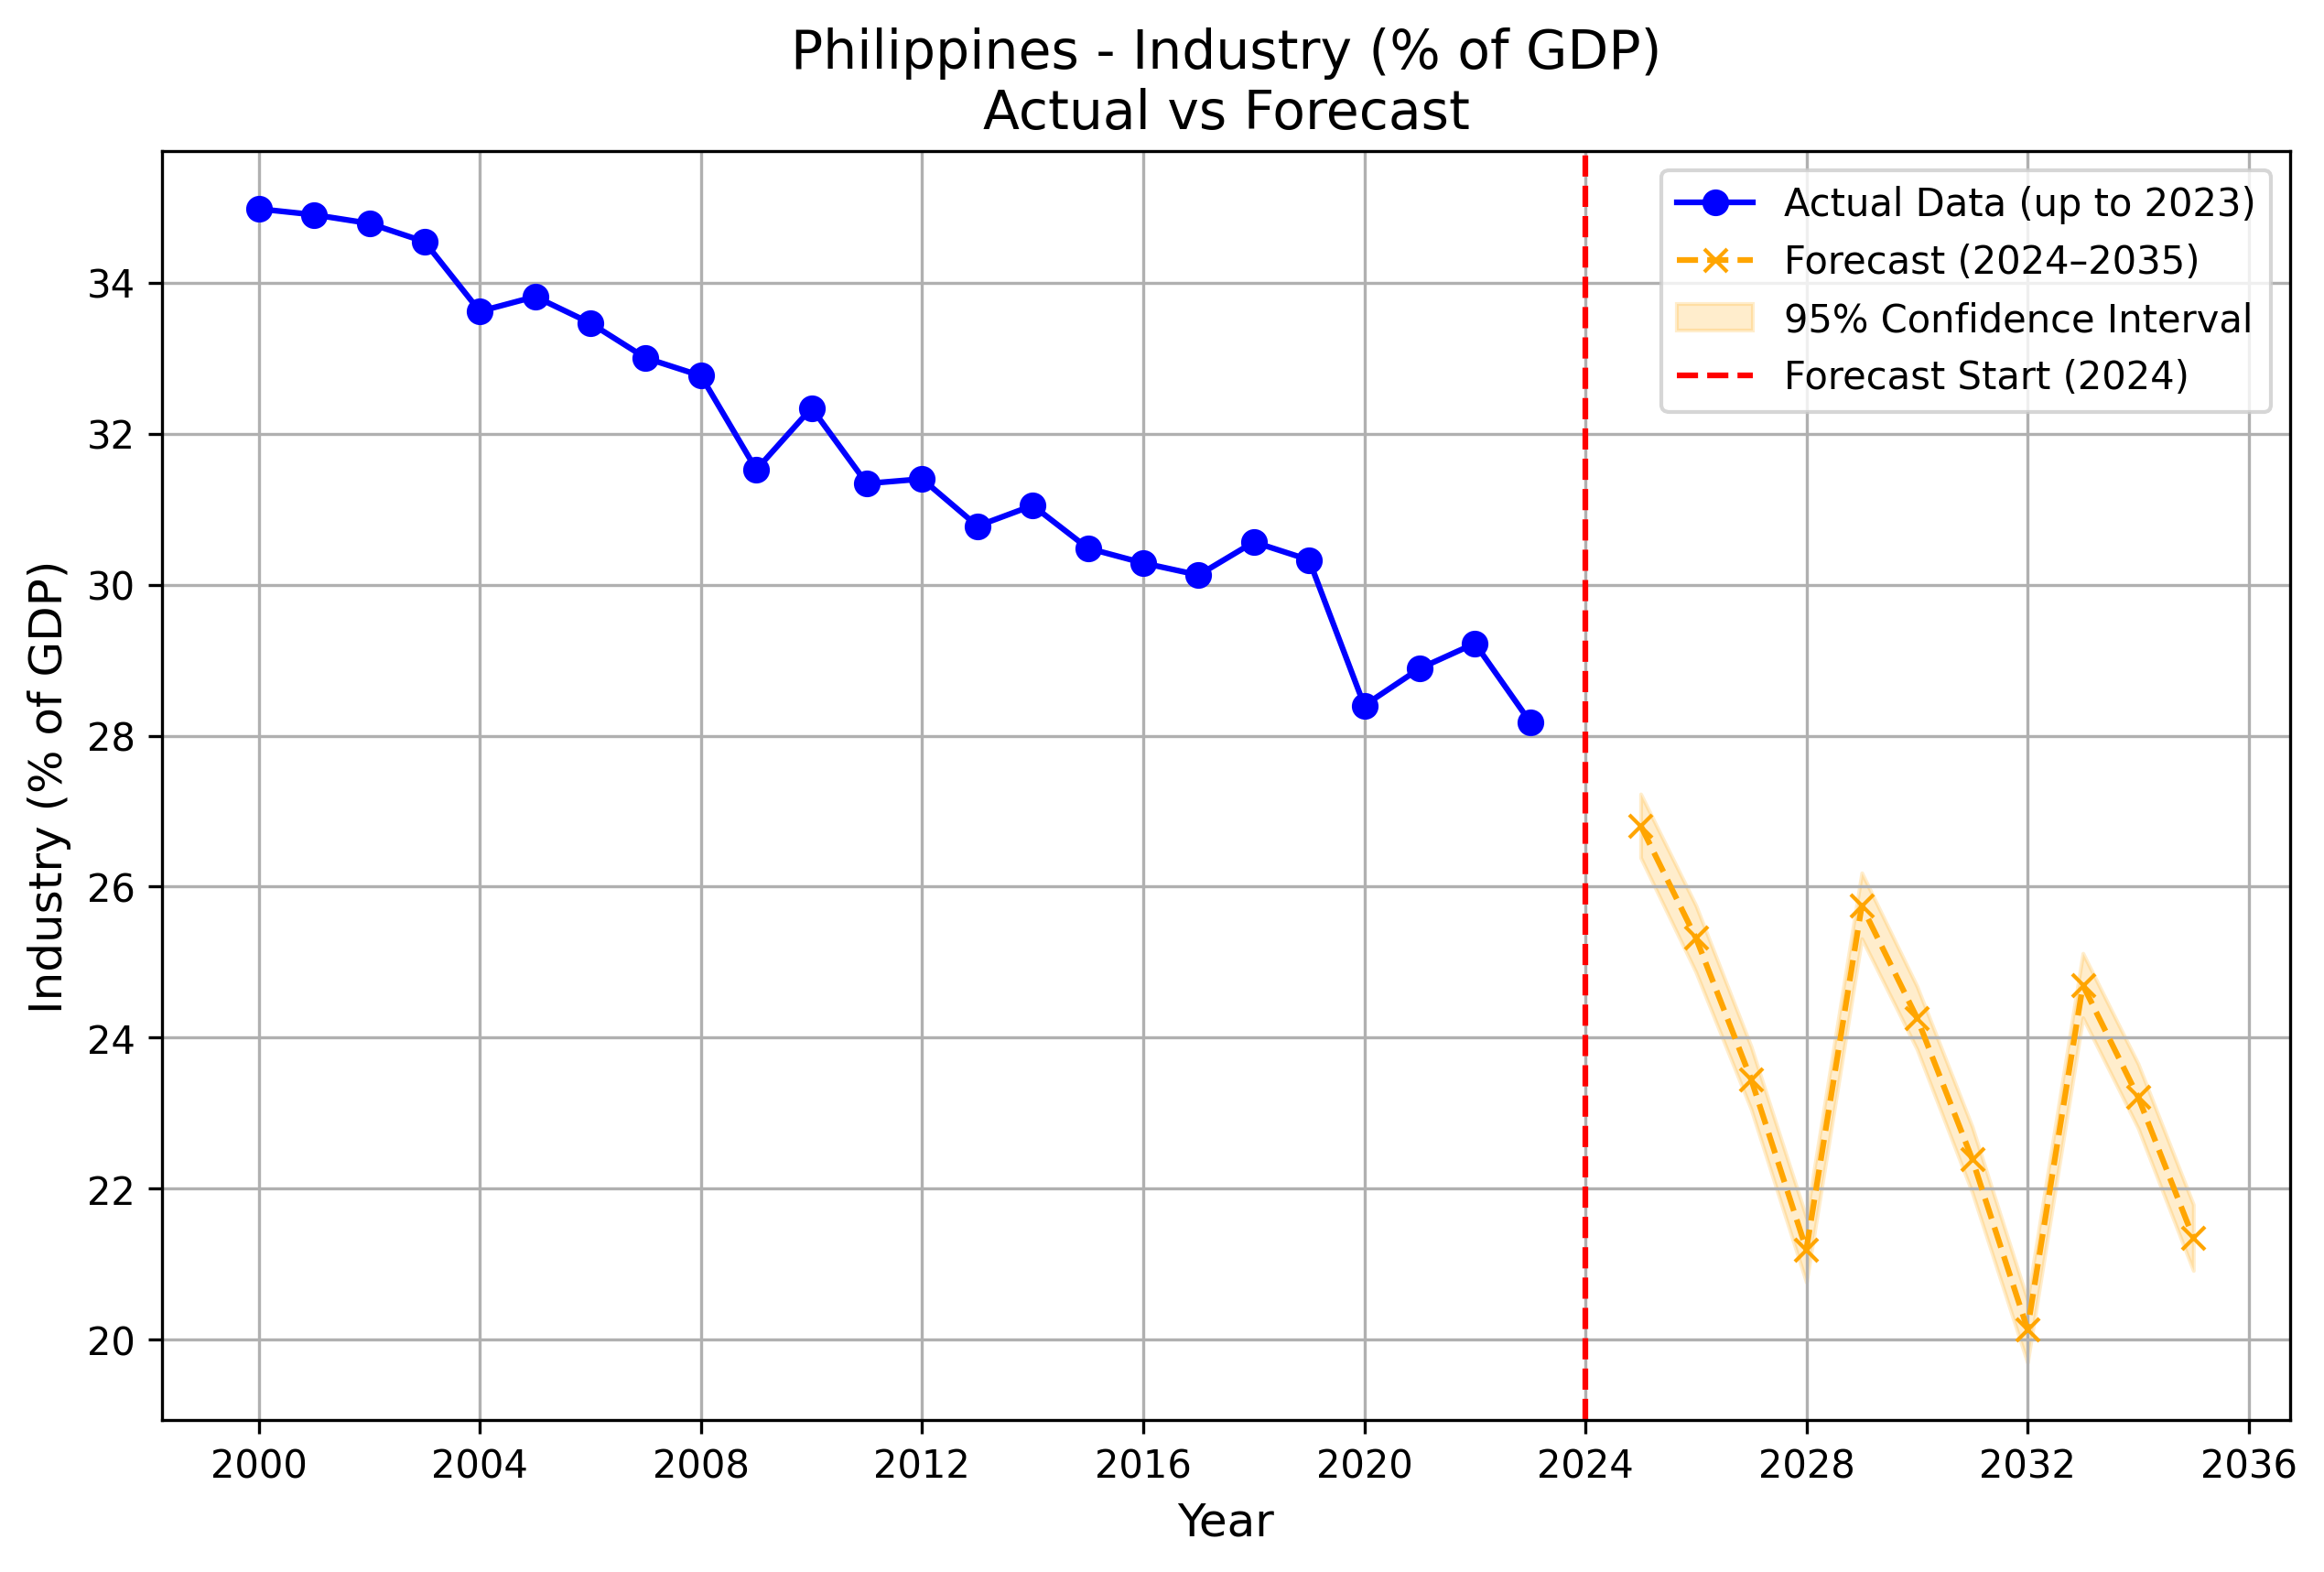 Philippines - Industry (% of GDP)
Actual vs Forecast
Actual Data (up to 2023)
Forecast (2024–2035)
95% Confidence Interval
Forecast Start (2024)
Industry (% of GDP)
34
32
30
28
26
24
22
20
2000 2004 2008 2012 2016 2020 2024 2028 2032 2036
Year